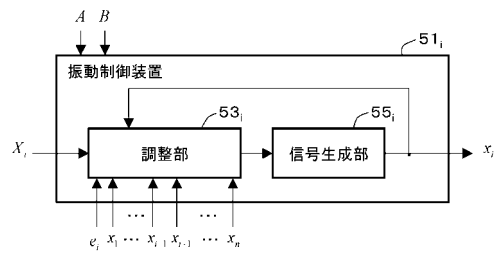 A B
51i
振動制御装置
53i
55i
Xi
調整部
信号生成部
xi
… …
ei x1 … xi-1 xi+1 … xn